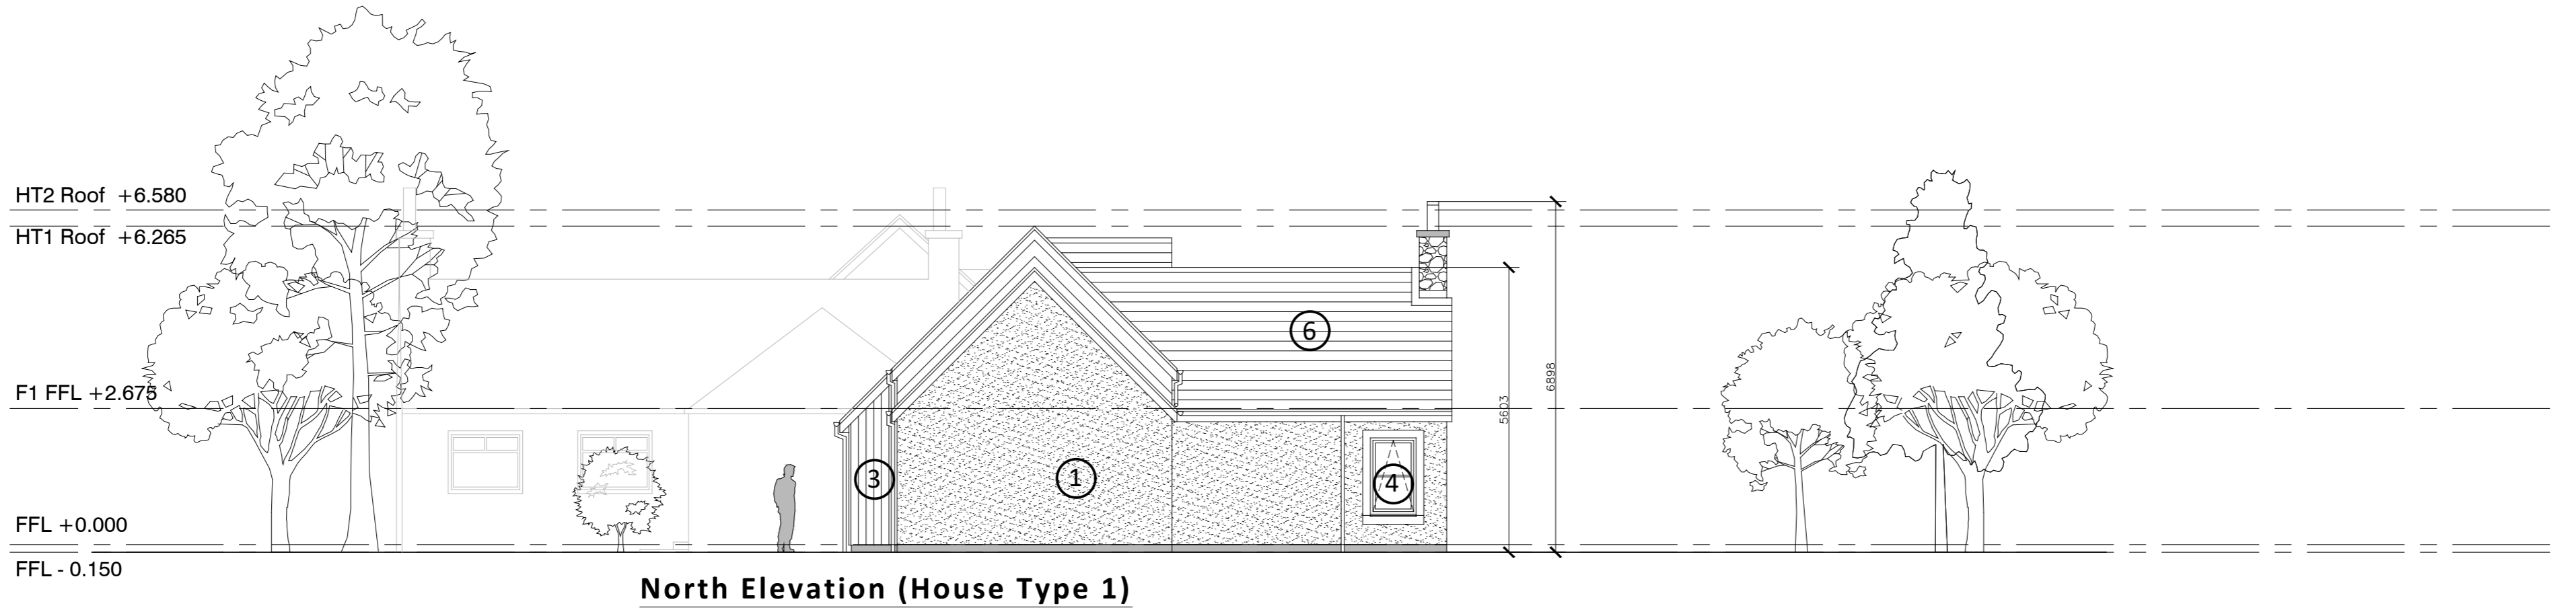 HT2 Roof +6.580
HT1 Roof +6.265
6
F1 FFL +2.675
5603
6898
3
1
4
FFL +0.000
FFL - 0.150
North Elevation (House Type 1)